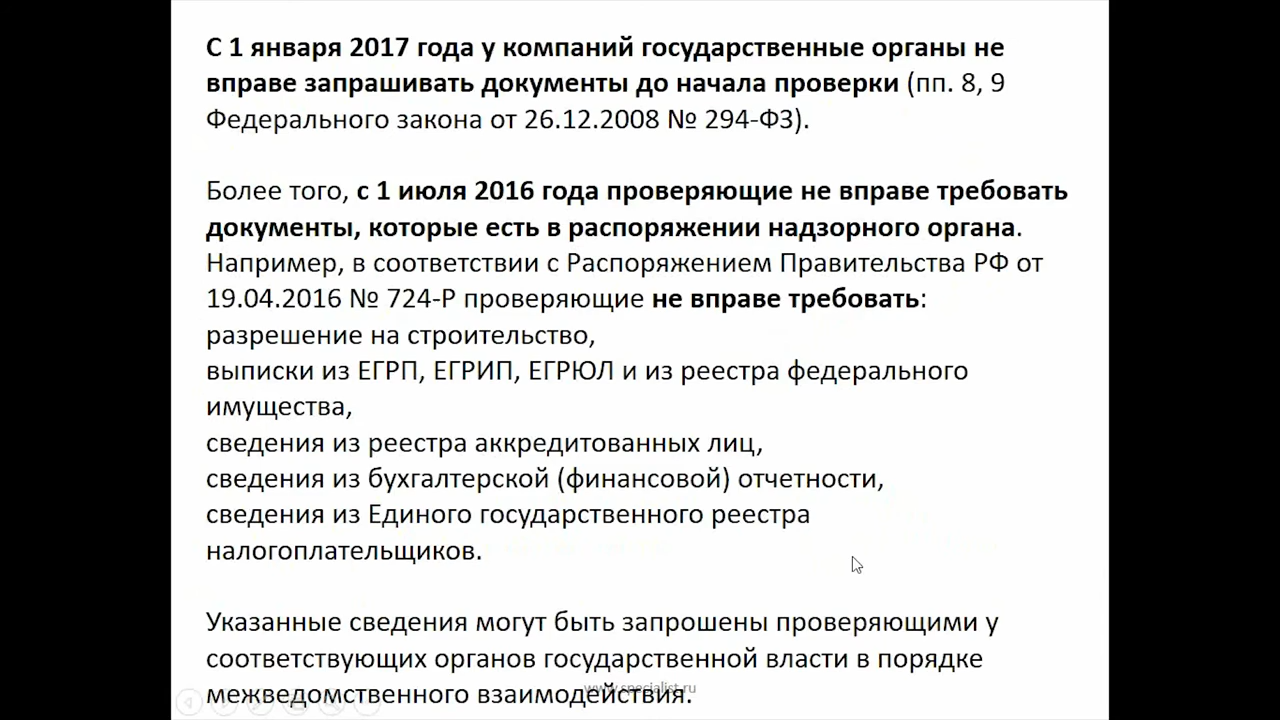 С 1 января 2017 года у компаний государственные органы не
вправе запрашивать документы до начала проверки (пп. 8, 9
Федерального закона от 26.12.2008 № 294-ФЗ).
Более того, с 1 июля 2016 года проверяющие не вправе требовать
документы, которые есть в распоряжении надзорного органа.
Например, в соответствии с Распоряжением Правительства РФ от
19.04.2016 № 724-Р проверяющие не вправе требовать:
разрешение на строительство,
выписки из ЕГРП, ЕГРИП, ЕГРЮЛ и из реестра федерального
имущества,
сведения из реестра аккредитованных лиц,
сведения из бухгалтерской (финансовой) отчетности,
сведения из Единого государственного реестра
налогоплательщиков.
Указанные сведения могут быть запрошены проверяющими у
соответствующих органов государственной власти в порядке
межведомственного взаимодействия.
www.specialist.ru